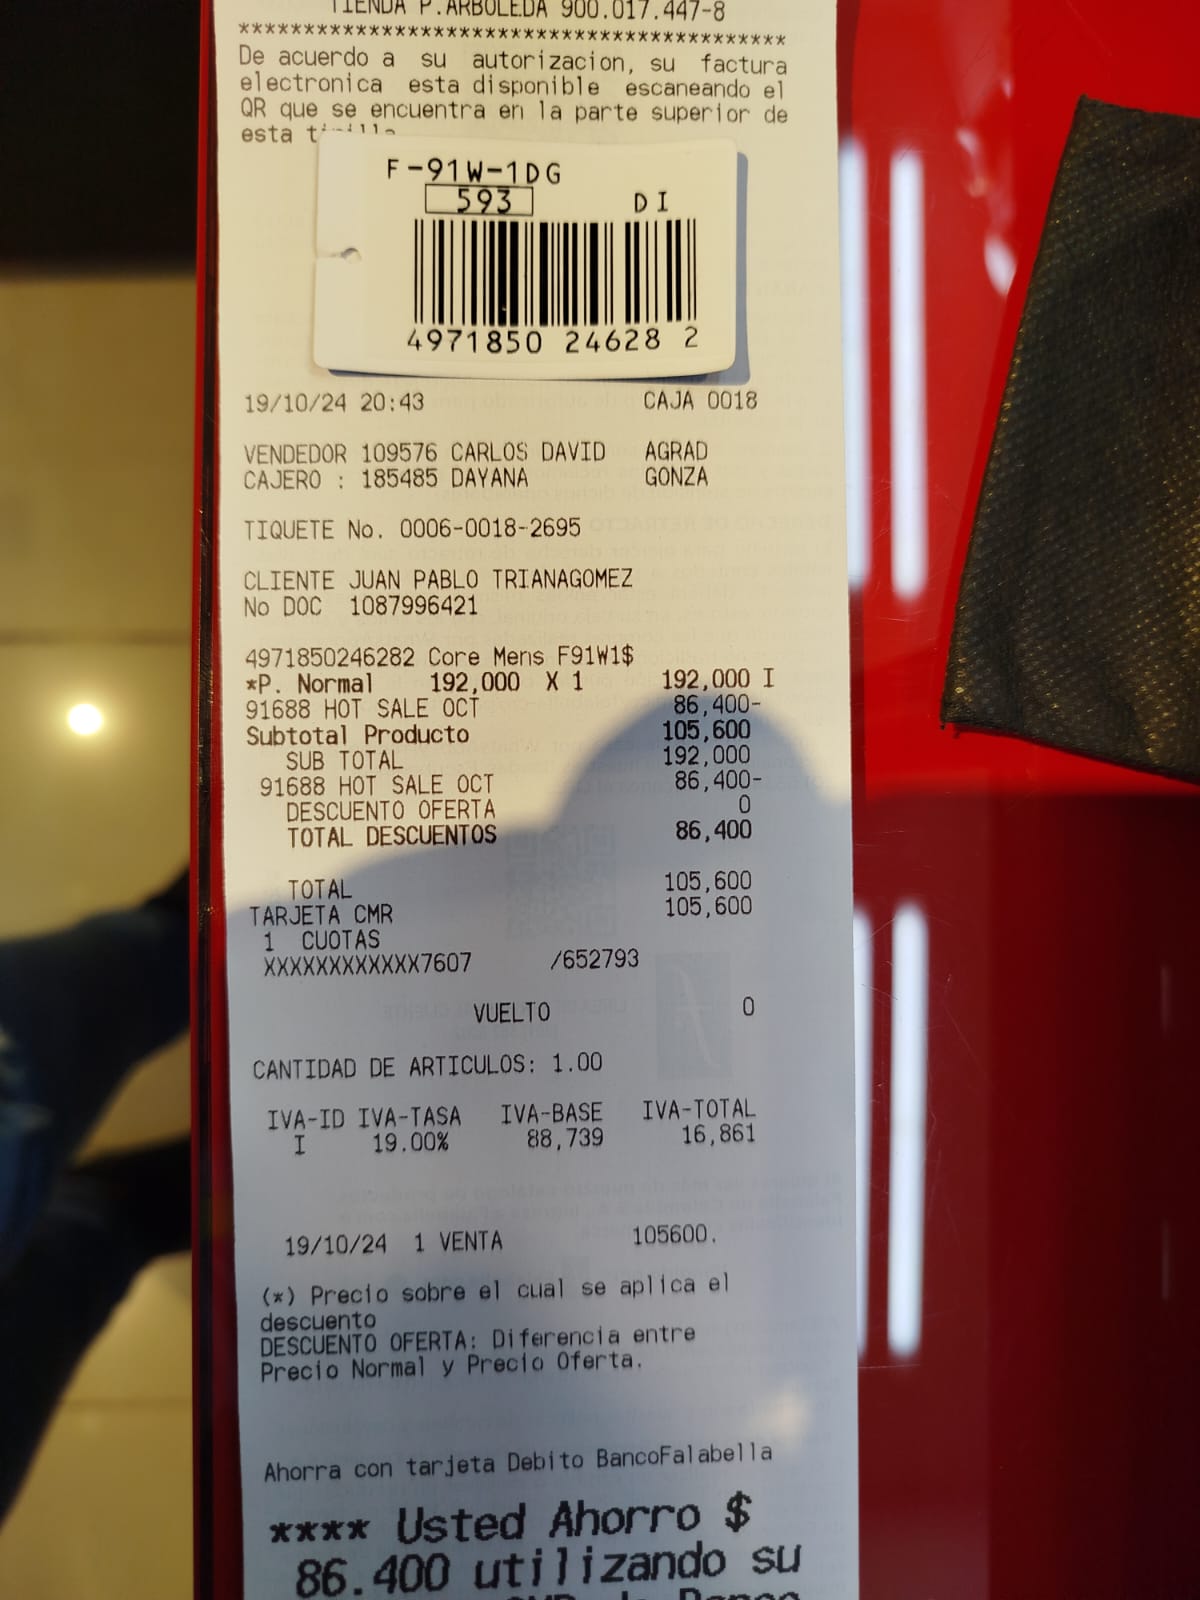 TIENDA P.ARBOLEDA 900.017.447-8
******************************************
De acuerdo a su autorizacion, su factura
electronica esta disponible escaneando el
QR que se encuentra en la parte superior de
esta
F-91W-1DG
593 DI
4971850 24628 2
19/10/24 20:43 CAJA 0018
VENDEDOR 109576 CARLOS DAVID AGRAD
CAJERO : 185485 DAYANA GONZA
TIQUETE No. 0006-0018-2695
CLIENTE JUAN PABLO TRIANAGOMEZ
No DOC 1087996421
4971850246282 Core Mens F91W1$
*P. Normal 192,000 X 1 192,000 I
91688 HOT SALE OCT 86,400-
Subtotal Producto 105,600
SUB TOTAL 192,000
91688 HOT SALE OCT 86,400-
DESCUENTO OFERTA 0
TOTAL DESCUENTOS 86,400
TOTAL 105,600
TARJETA CMR 105,600
1 CUOTAS
XXXXXXXXXXXX7607 /652793
VUELTO 0
CANTIDAD DE ARTICULOS: 1.00
IVA-ID IVA-TASA IVA-BASE IVA-TOTAL
I 19.00% 88,739 16,861
19/10/24 1 VENTA 105600.
(*) Precio sobre el cual se aplica el
descuento
DESCUENTO OFERTA: Diferencia entre
Precio Normal y Precio Oferta.
Ahorra con tarjeta Debito BancoFalabella
**** Usted Ahorro $
86.400 utilizando su